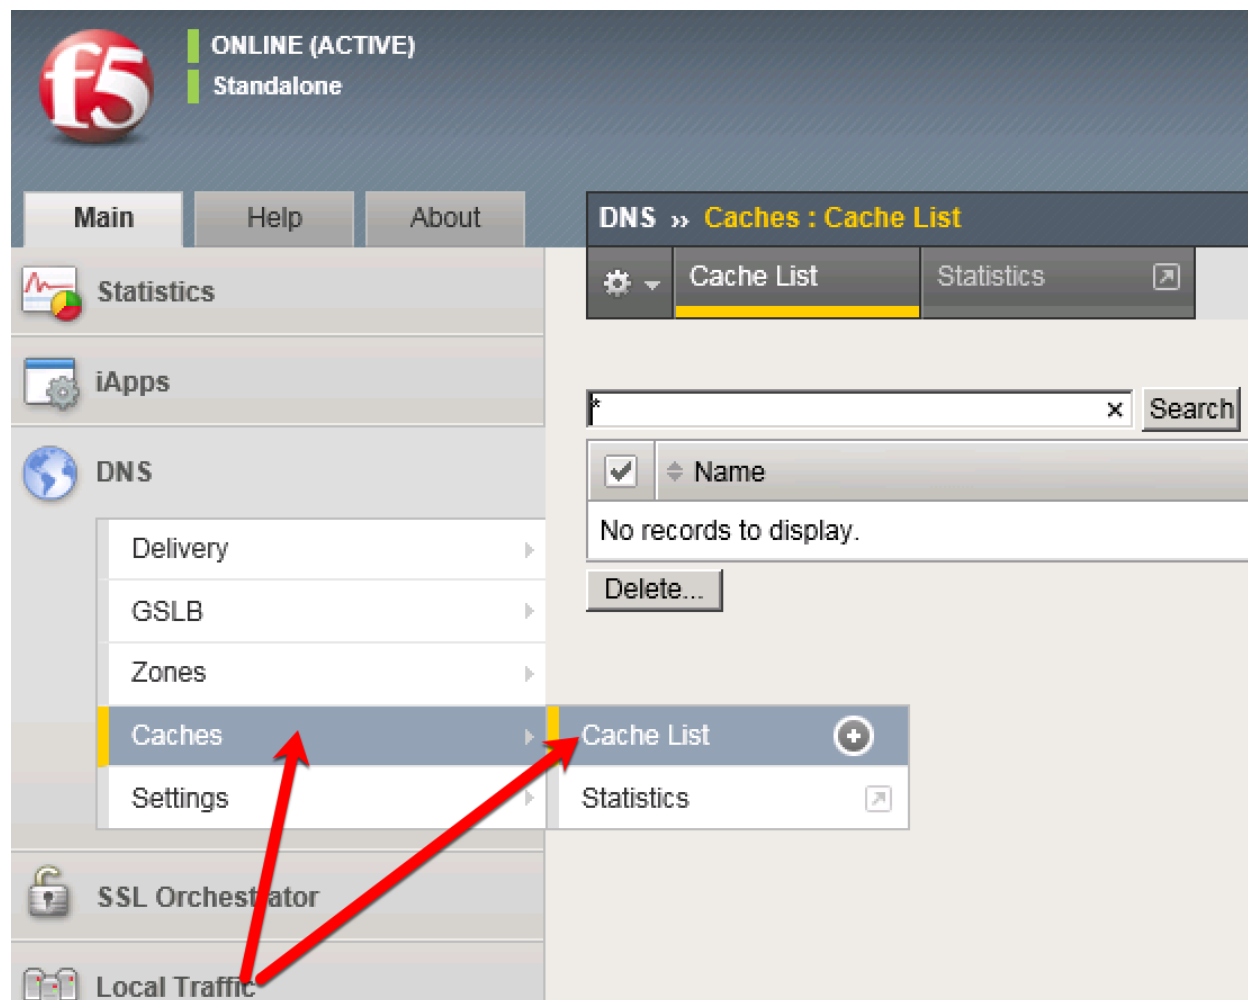 f5
ONLINE (ACTIVE)
Standalone
Main
Help
About
DNS » Caches : Cache List
Cache List
Statistics
Statistics
iApps
DNS
Delivery
GSLB
Zones
Caches
Settings
Cache List
Statistics
SSL Orchestrator
Local Traffic
*
×
Search
Name
No records to display.
Delete...